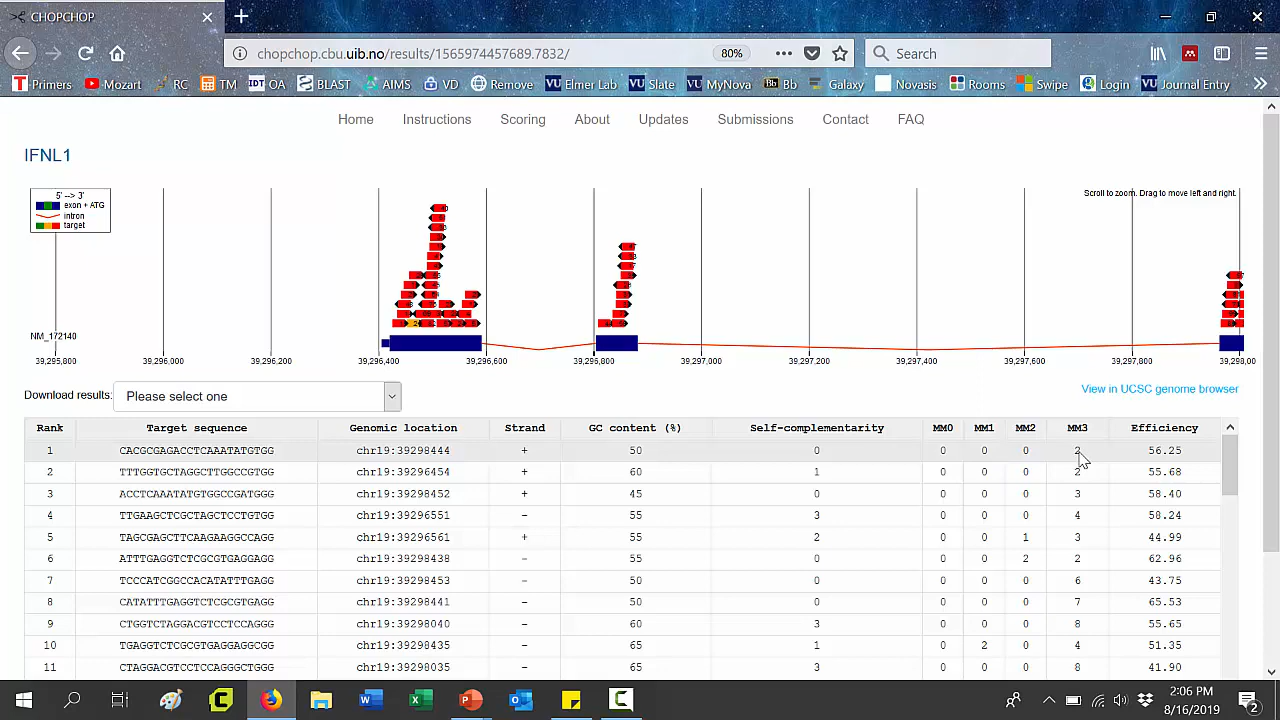 CHOPCHOP
chopchop.cbu.uib.no/results/1565974457689.7832/
80%
Search
Primers Mozart RC TM OA BLAST AIMS VD Remove Elmer Lab Slate MyNova Bb Galaxy Novasis Rooms Swipe Login Journal Entry
Home Instructions Scoring About Updates Submissions Contact FAQ
IFNL1
5' --> 3'
exon + ATG
intron
target
Scroll to zoom. Drag to move left and right.
NM_172140
39,295,800 39,296,000 39,296,200 39,296,400 39,296,600 39,296,800 39,297,000 39,297,200 39,297,400 39,297,600 39,297,800 39,298,00
Download results: Please select one
View in UCSC genome browser
Rank Target sequence Genomic location Strand GC content (%) Self-complementarity MM0 MM1 MM2 MM3 Efficiency
1 CACGCGAGACCTCAAATATGTGG chr19:39298444 + 50 0 0 0 0 2 56.25
2 TTTGGTGCTAGGCTTGGCCGTGG chr19:39296454 + 60 1 0 0 0 2 55.68
3 ACCTCAAATATGTGGCCGATGGG chr19:39298452 + 45 0 0 0 0 3 58.40
4 TTGAAGCTCGCTAGCTCCTGTGG chr19:39296551 - 55 3 0 0 0 4 58.24
5 TAGCGAGCTTCAAGAAGGCCAGG chr19:39296561 + 55 2 0 0 1 3 44.99
6 ATTTGAGGTCTCGCGTGAGGAGG chr19:39298438 - 55 0 0 0 2 2 62.96
7 TCCCATCGGCCACATATTTGAGG chr19:39298453 - 50 0 0 0 0 6 43.75
8 CATATTTGAGGTCTCGCGTGAGG chr19:39298441 - 50 0 0 0 0 7 65.53
9 CTGGTCTAGGACGTCCTCCAGGG chr19:39298040 - 60 3 0 0 0 8 55.65
10 TGAGGTCTCGCGTGAGGAGGCGG chr19:39298435 - 65 1 0 2 0 4 51.35
11 CTAGGACGTCCTCCAGGGCTGGG chr19:39298035 - 65 3 0 0 0 8 41.90
2:06 PM
8/16/2019
2